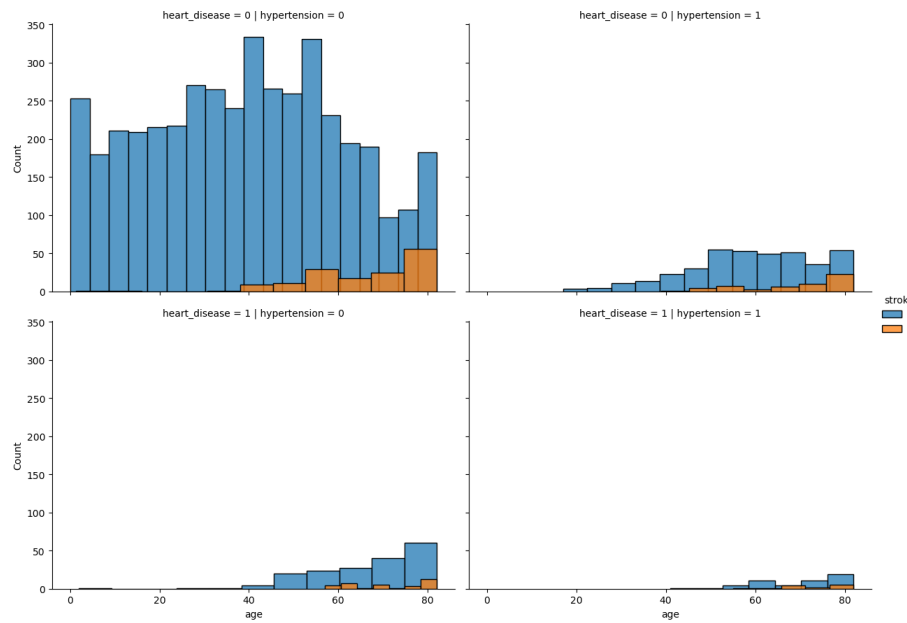 heart_disease = 0 | hypertension = 0
heart_disease = 0 | hypertension = 1
350
300
250
200
150
100
50
0
Count
strok
heart_disease = 1 | hypertension = 0
heart_disease = 1 | hypertension = 1
350
300
250
200
150
100
50
0
Count
0 20 40 60 80
0 20 40 60 80
age
age